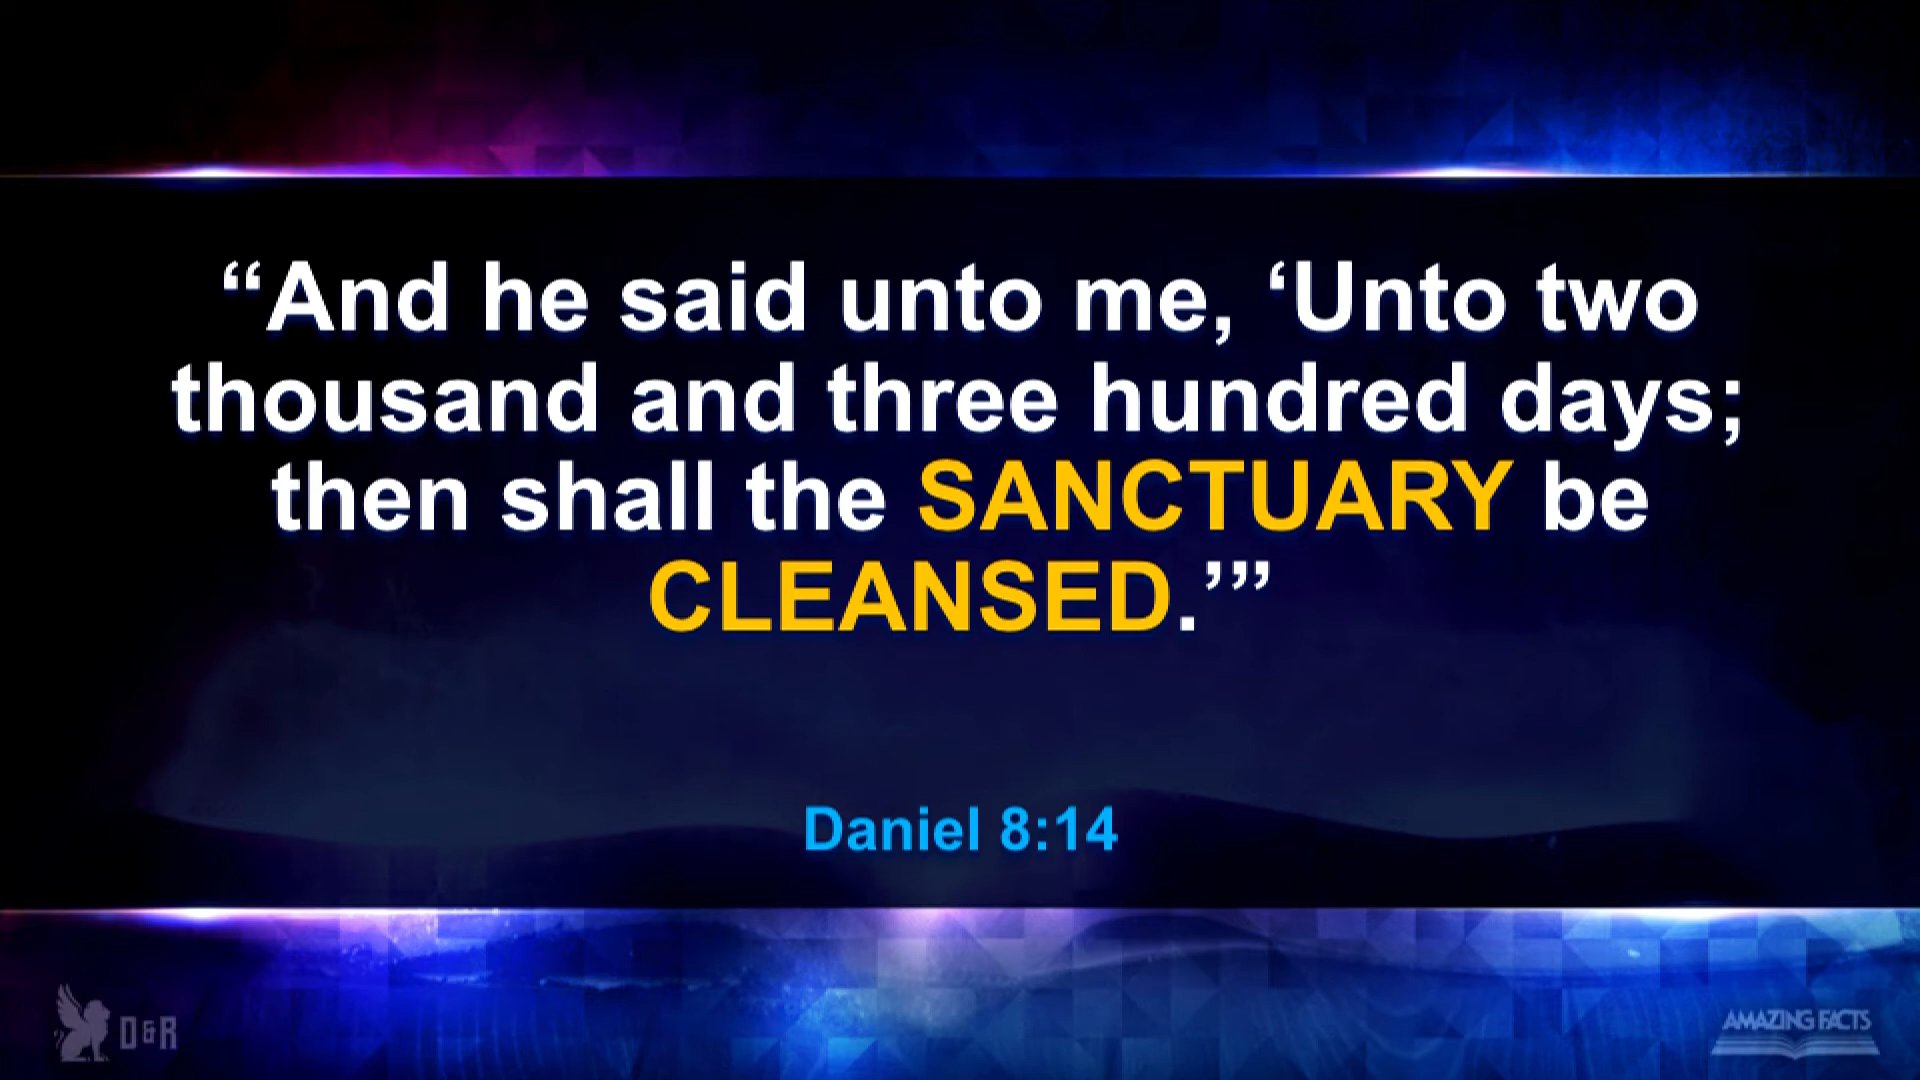 “And he said unto me, ‘Unto two
thousand and three hundred days;
then shall the SANCTUARY be
CLEANSED.’”
Daniel 8:14
D&R
AMAZING FACTS